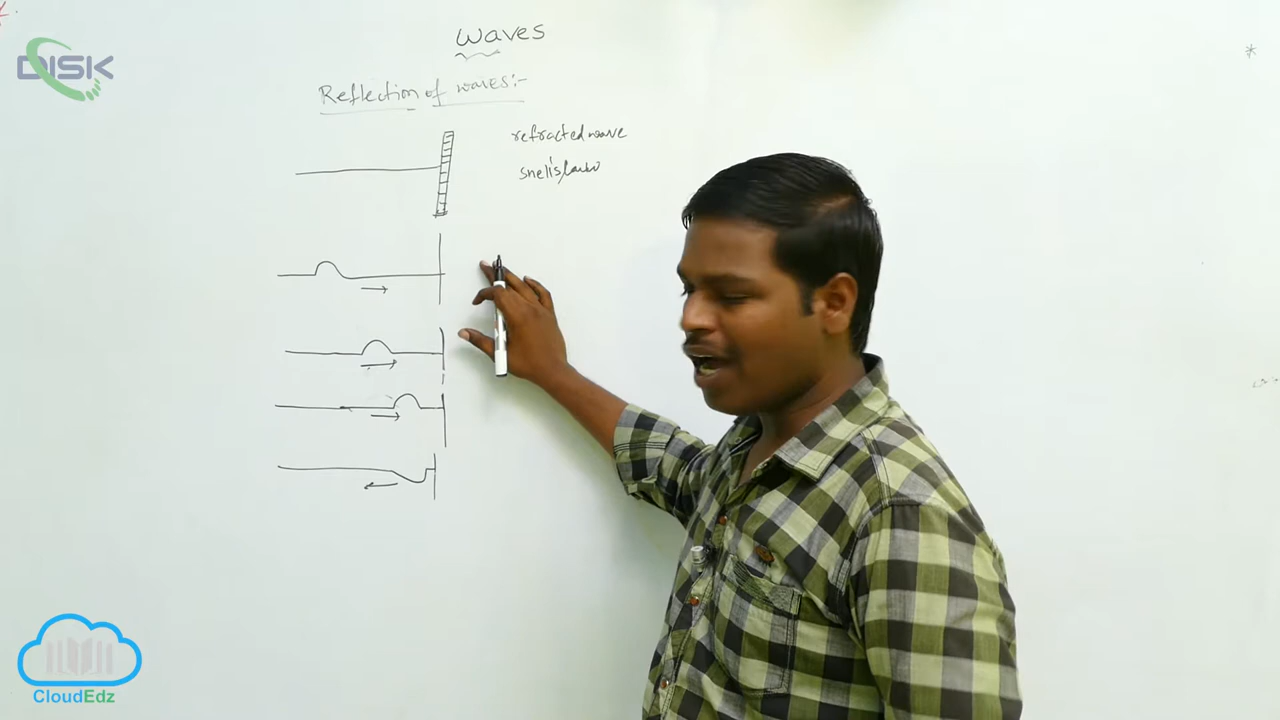 DISK
waves
Reflection of waves:-
refracted wave
snell's law
CloudEdz